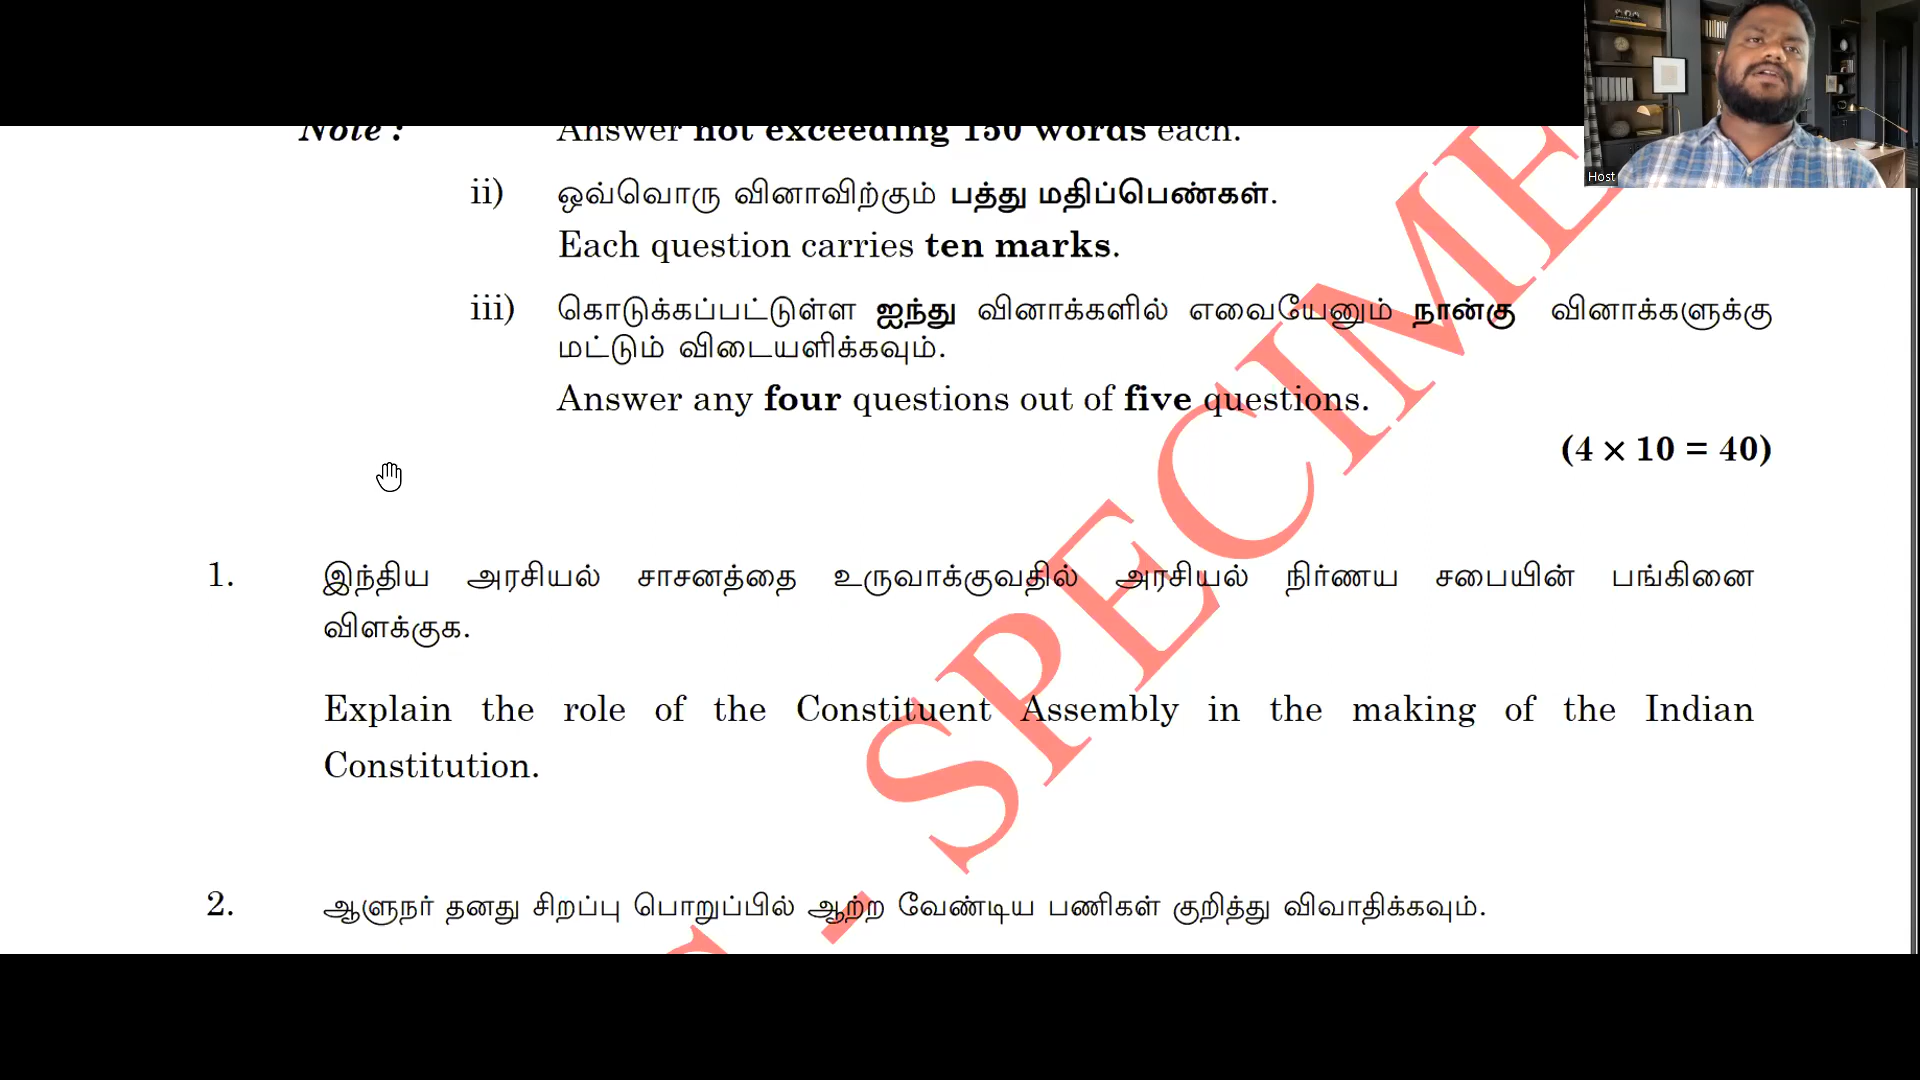 Note : Answer not exceeding 150 words each.
Host
ii) ஒவ்வொரு வினாவிற்கும் பத்து மதிப்பெண்கள்.
Each question carries ten marks.
iii) கொடுக்கப்பட்டுள்ள ஐந்து வினாக்களில் எவையேனும் நான்கு வினாக்களுக்கு
மட்டும் விடையளிக்கவும்.
Answer any four questions out of five questions.
(4 × 10 = 40)
1. இந்திய அரசியல் சாசனத்தை உருவாக்குவதில் அரசியல் நிர்ணய சபையின் பங்கினை
விளக்குக.
Explain the role of the Constituent Assembly in the making of the Indian
Constitution.
2. ஆளுநர் தனது சிறப்பு பொறுப்பில் ஆற்ற வேண்டிய பணிகள் குறித்து விவாதிக்கவும்.
- SPECIME